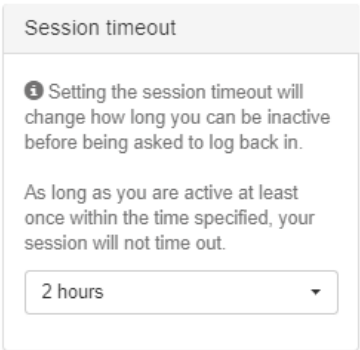 Session timeout
Setting the session timeout will
change how long you can be inactive
before being asked to log back in.
As long as you are active at least
once within the time specified, your
session will not time out.
2 hours